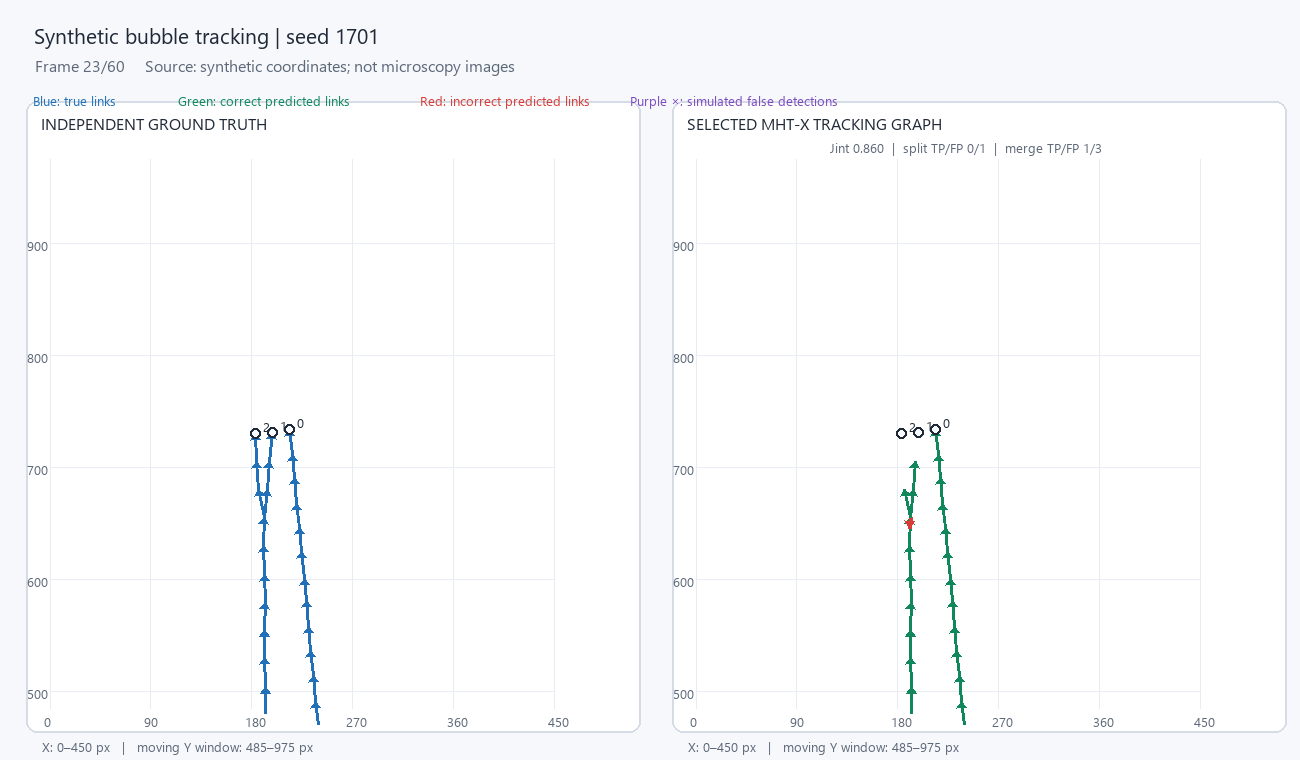 Synthetic bubble tracking | seed 1701
Frame 23/60 Source: synthetic coordinates; not microscopy images
Blue: true links Green: correct predicted links Red: incorrect predicted links Purple ×: simulated false detections
INDEPENDENT GROUND TRUTH
900
800
700
600
500
2 1 0
0 90 180 270 360 450
X: 0–450 px | moving Y window: 485–975 px
SELECTED MHT-X TRACKING GRAPH
Jint 0.860 | split TP/FP 0/1 | merge TP/FP 1/3
900
800
700
600
500
2 1 0
0 90 180 270 360 450
X: 0–450 px | moving Y window: 485–975 px